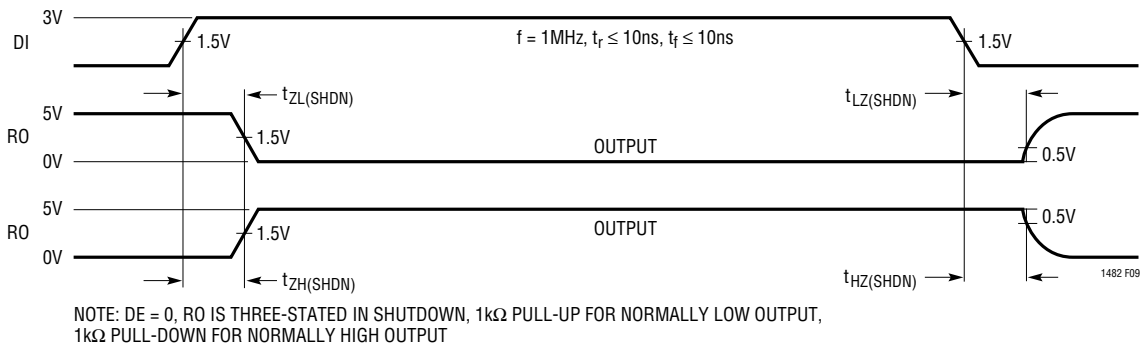 3V
DI
1.5V
f = 1MHz, tr ≤ 10ns, tf ≤ 10ns
1.5V
tZL(SHDN)
tLZ(SHDN)
5V
RO
0V
1.5V
OUTPUT
0.5V
5V
RO
0V
1.5V
OUTPUT
0.5V
tZH(SHDN)
tHZ(SHDN)
1482 F09
NOTE: DE = 0, RO IS THREE-STATED IN SHUTDOWN, 1kΩ PULL-UP FOR NORMALLY LOW OUTPUT,
1kΩ PULL-DOWN FOR NORMALLY HIGH OUTPUT